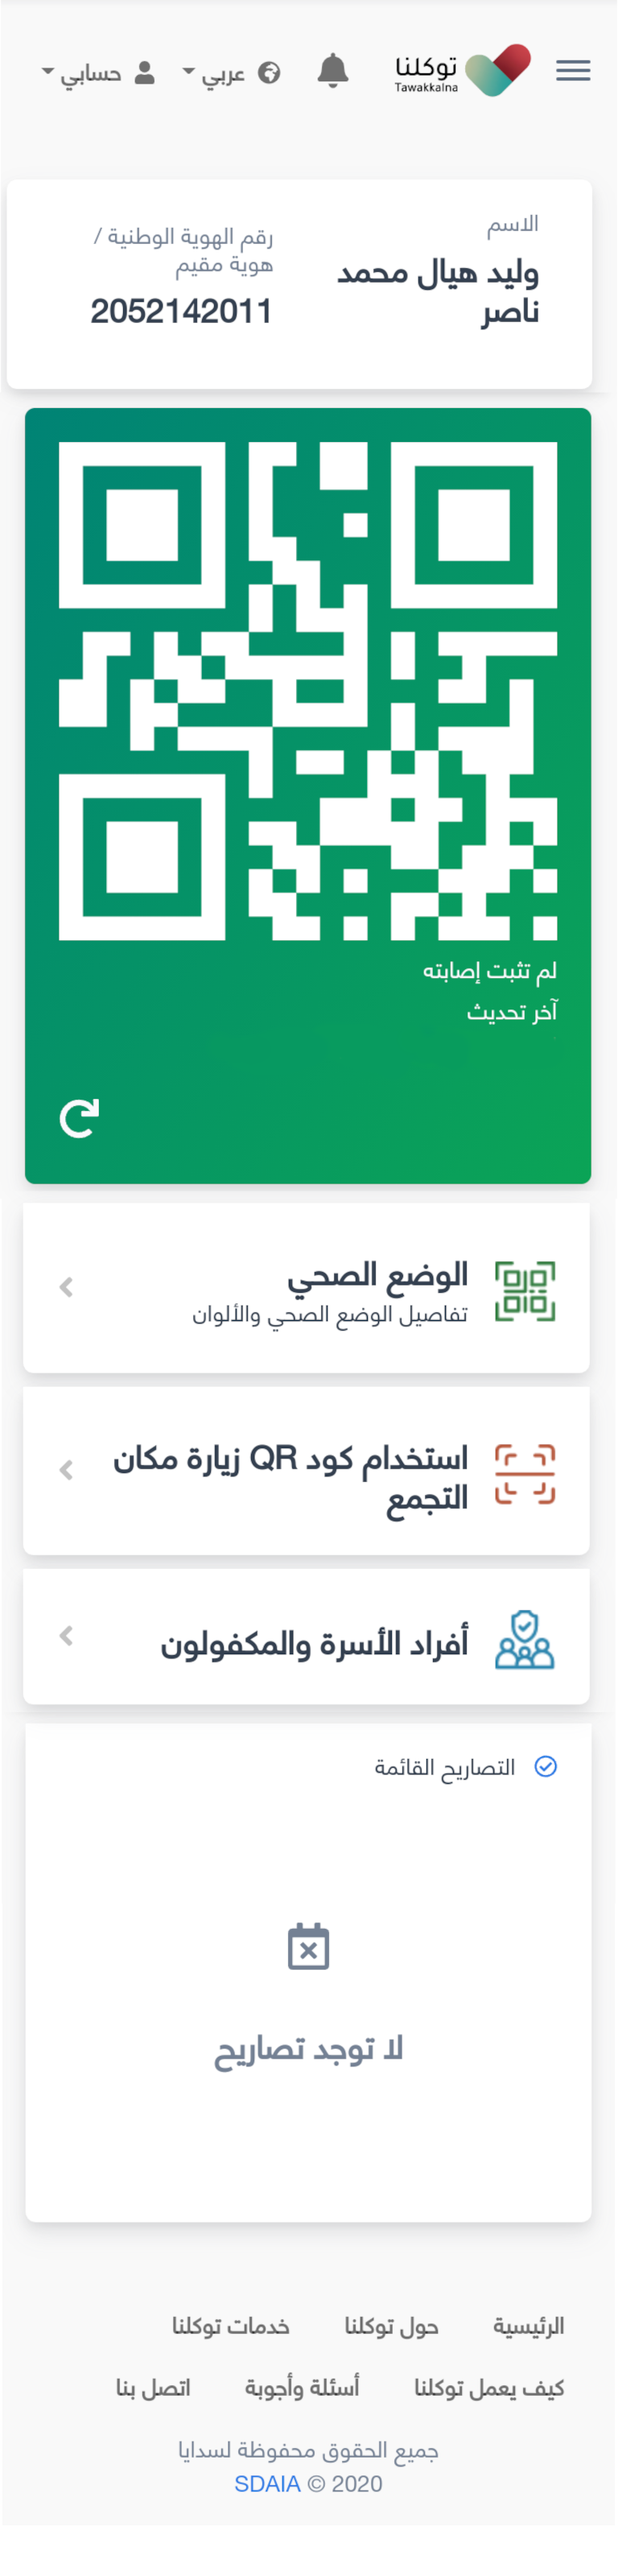 توكلنا
Tawakkalna
عربي
حسابي
الاسم
وليد هيال محمد
ناصر
رقم الهوية الوطنية /
هوية مقيم
2052142011
لم تثبت إصابته
آخر تحديث
الوضع الصحي
تفاصيل الوضع الصحي والألوان
استخدام كود QR زيارة مكان
التجمع
أفراد الأسرة والمكفولون
التصاريح القائمة
لا توجد تصاريح
الرئيسية
حول توكلنا
خدمات توكلنا
كيف يعمل توكلنا
أسئلة وأجوبة
اتصل بنا
جميع الحقوق محفوظة لسدايا
SDAIA © 2020